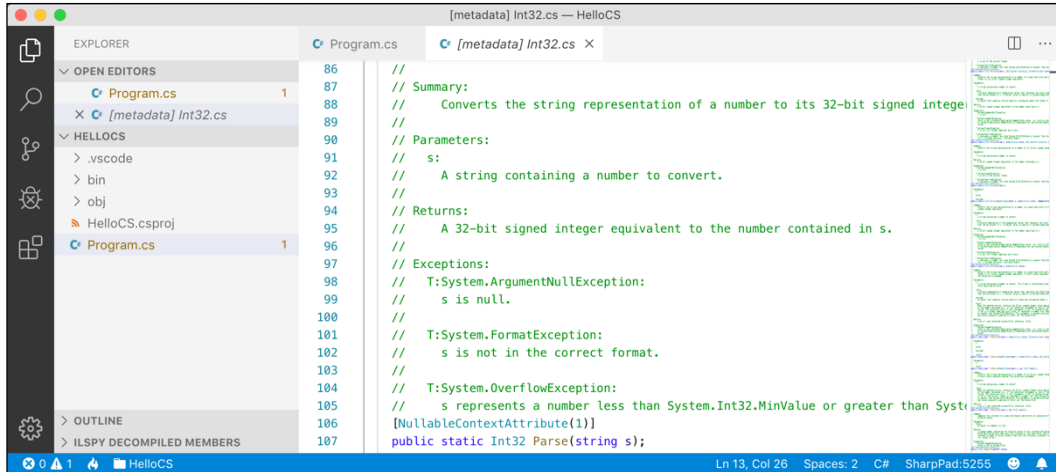 [metadata] Int32.cs — HelloCS
EXPLORER
OPEN EDITORS
C# Program.cs 1
X C# [metadata] Int32.cs
HELLOCS
> .vscode
> bin
> obj
HelloCS.csproj
C# Program.cs 1
> OUTLINE
> ILSPY DECOMPILED MEMBERS
C# Program.cs
C# [metadata] Int32.cs X
86 //
87 // Summary:
88 // Converts the string representation of a number to its 32-bit signed intege
89 //
90 // Parameters:
91 // s:
92 // A string containing a number to convert.
93 //
94 // Returns:
95 // A 32-bit signed integer equivalent to the number contained in s.
96 //
97 // Exceptions:
98 // T:System.ArgumentNullException:
99 // s is null.
100 //
101 // T:System.FormatException:
102 // s is not in the correct format.
103 //
104 // T:System.OverflowException:
105 // s represents a number less than System.Int32.MinValue or greater than Syst
106 [NullableContextAttribute(1)]
107 public static Int32 Parse(string s);
0 1 HelloCS Ln 13, Col 26 Spaces: 2 C# SharpPad:5255